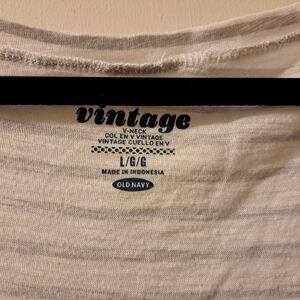 vintage
V-NECK
COL EN V VINTAGE
VINTAGE CUELLO EN V
L/G/G
MADE IN INDONESIA
OLD NAVY